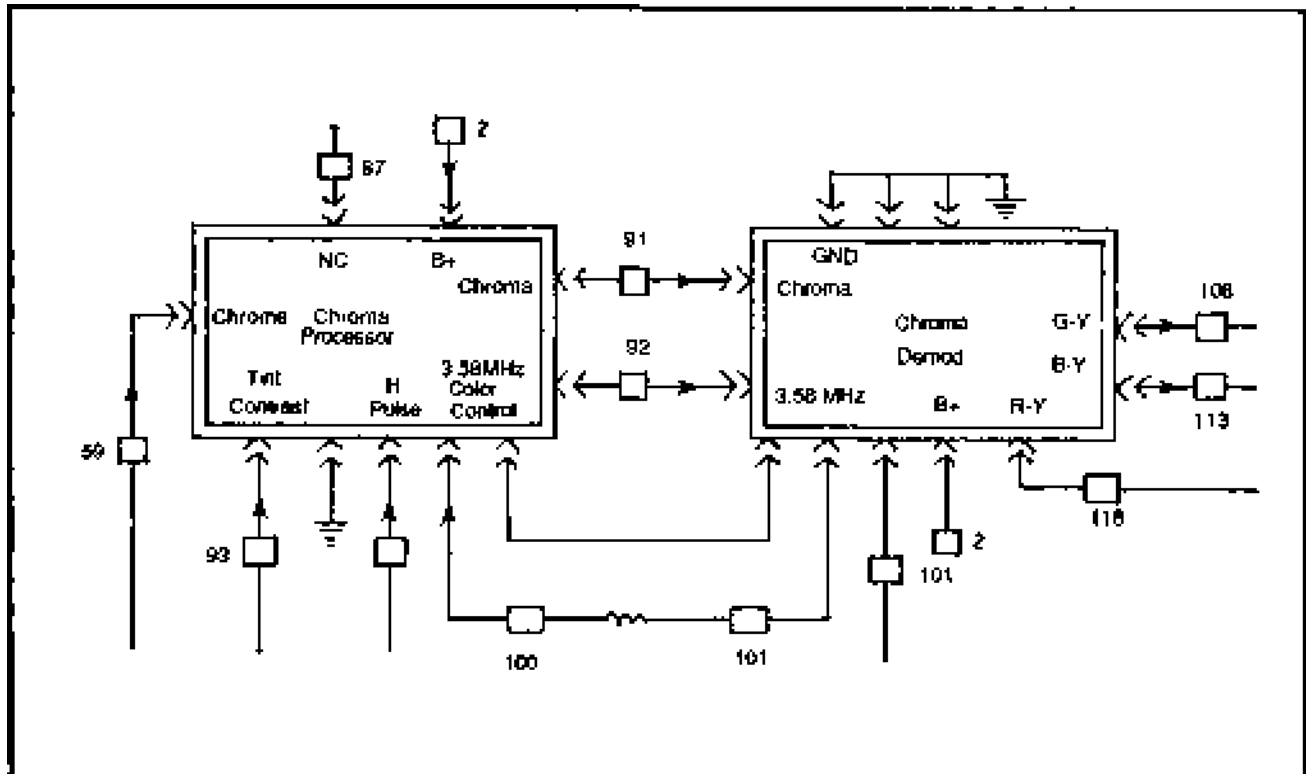 2
87
91
NC
B+
GND
Chroma
Chroma
108
Chroma
Chroma
Processor
Chroma
Demod
G-Y
92
B-Y
3.58MHz
Color
Control
Tint
Contrast
H
Pulse
3.58 MHz
B+
R-Y
113
59
93
2
101
116
100
101